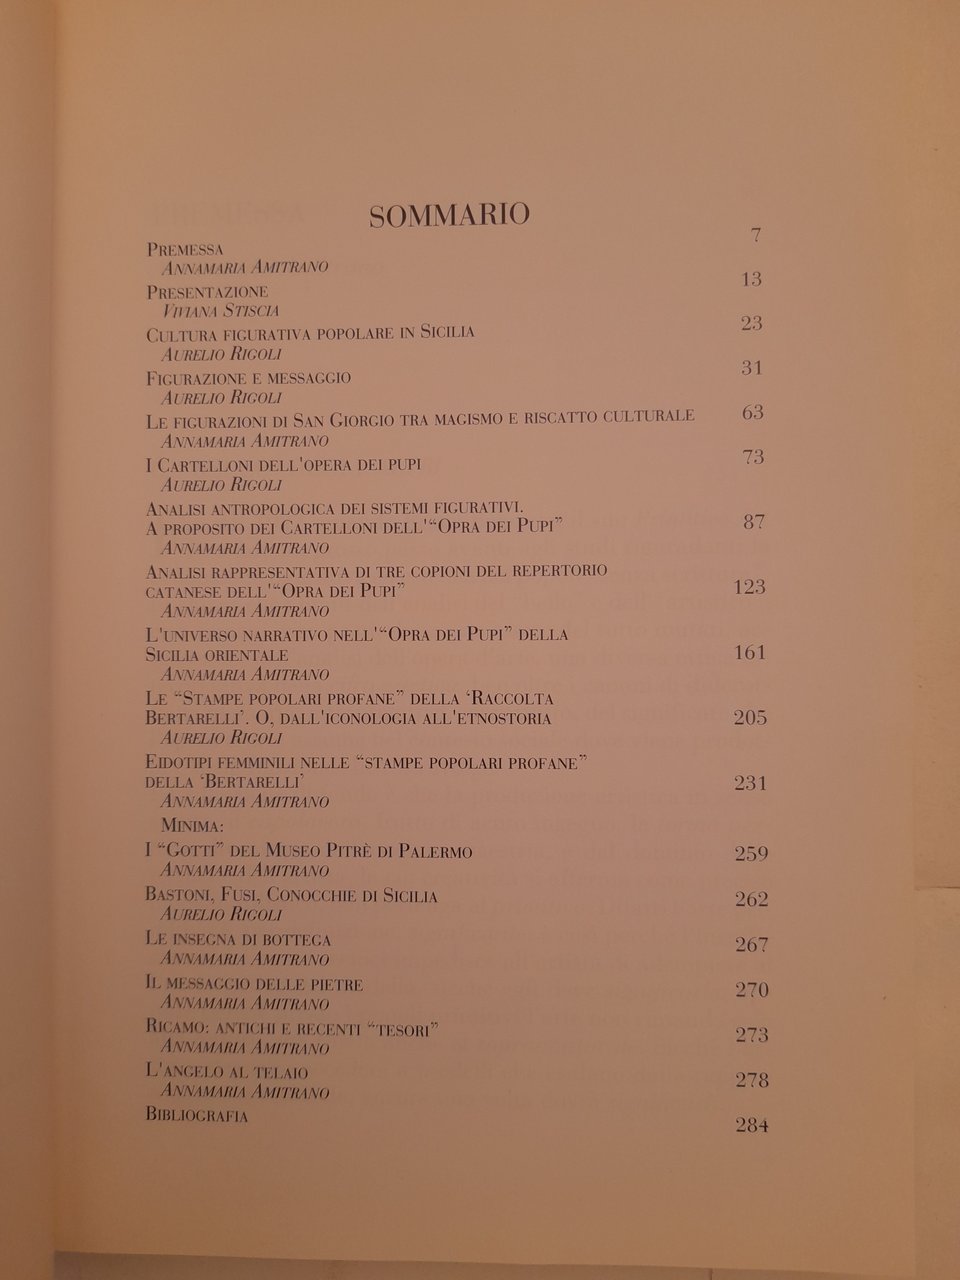 SOMMARIO
7
PREMESSA
ANNAMARIA AMITRANO
13
PRESENTAZIONE
VIVIANA STISCIA
23
CULTURA FIGURATIVA POPOLARE IN SICILIA
AURELIO RIGOLI
31
FIGURAZIONE E MESSAGGIO
AURELIO RIGOLI
63
LE FIGURAZIONI DI SAN GIORGIO TRA MAGISMO E RISCATTO CULTURALE
ANNAMARIA AMITRANO
73
I CARTELLONI DELL'OPERA DEI PUPI
AURELIO RIGOLI
ANALISI ANTROPOLOGICA DEI SISTEMI FIGURATIVI.
A PROPOSITO DEI CARTELLONI DELL'“OPRA DEI PUPI”
87
ANNAMARIA AMITRANO
ANALISI RAPPRESENTATIVA DI TRE COPIONI DEL REPERTORIO
CATANESE DELL'“OPRA DEI PUPI”
123
ANNAMARIA AMITRANO
L'UNIVERSO NARRATIVO NELL'“OPRA DEI PUPI” DELLA
SICILIA ORIENTALE
161
ANNAMARIA AMITRANO
LE “STAMPE POPOLARI PROFANE” DELLA ‘RACCOLTA
BERTARELLI’. O, DALL'ICONOLOGIA ALL'ETNOSTORIA
205
AURELIO RIGOLI
EIDOTIPI FEMMINILI NELLE “STAMPE POPOLARI PROFANE”
DELLA ‘BERTARELLI’
231
ANNAMARIA AMITRANO
MINIMA:
I “GOTTI” DEL MUSEO PITRÈ DI PALERMO
259
ANNAMARIA AMITRANO
BASTONI, FUSI, CONOCCHIE DI SICILIA
262
AURELIO RIGOLI
LE INSEGNA DI BOTTEGA
267
ANNAMARIA AMITRANO
IL MESSAGGIO DELLE PIETRE
270
ANNAMARIA AMITRANO
RICAMO: ANTICHI E RECENTI “TESORI”
273
ANNAMARIA AMITRANO
L'ANGELO AL TELAIO
278
ANNAMARIA AMITRANO
BIBLIOGRAFIA
284